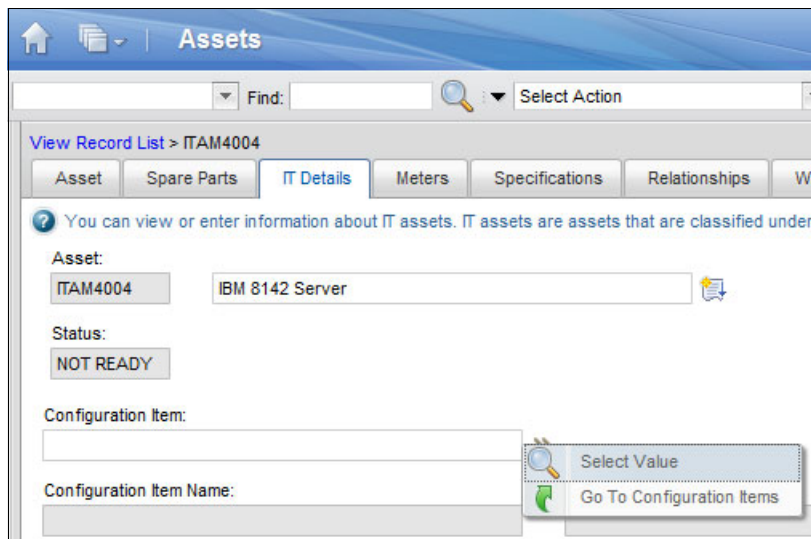 Assets
Find: Select Action
View Record List > ITAM4004
Asset Spare Parts IT Details Meters Specifications Relationships W
You can view or enter information about IT assets. IT assets are assets that are classified under
Asset:
ITAM4004 IBM 8142 Server
Status:
NOT READY
Configuration Item:
Select Value
Configuration Item Name:
Go To Configuration Items